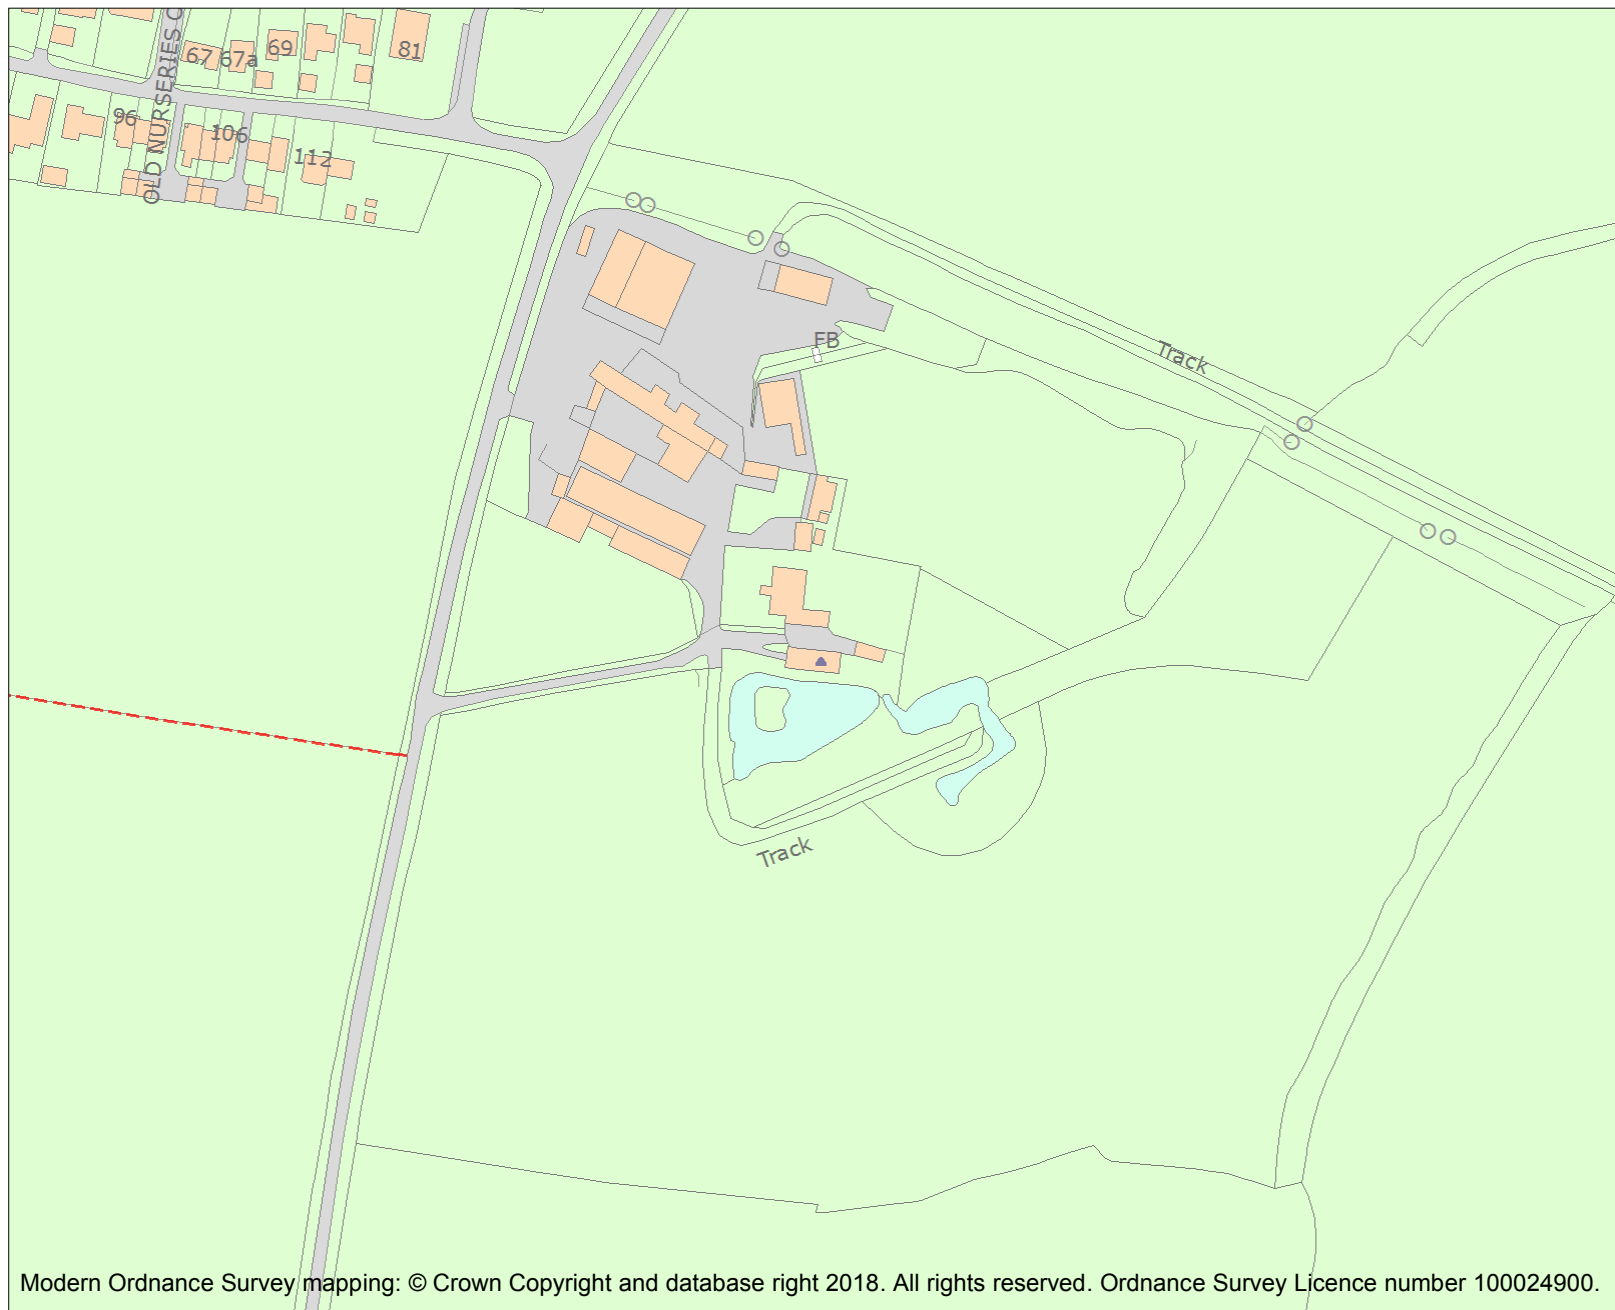 81
69
67
67a
OLD NURSERIES C
96
106
112
FB
Track
Track
Modern Ordnance Survey mapping: © Crown Copyright and database right 2018. All rights reserved. Ordnance Survey Licence number 100024900.